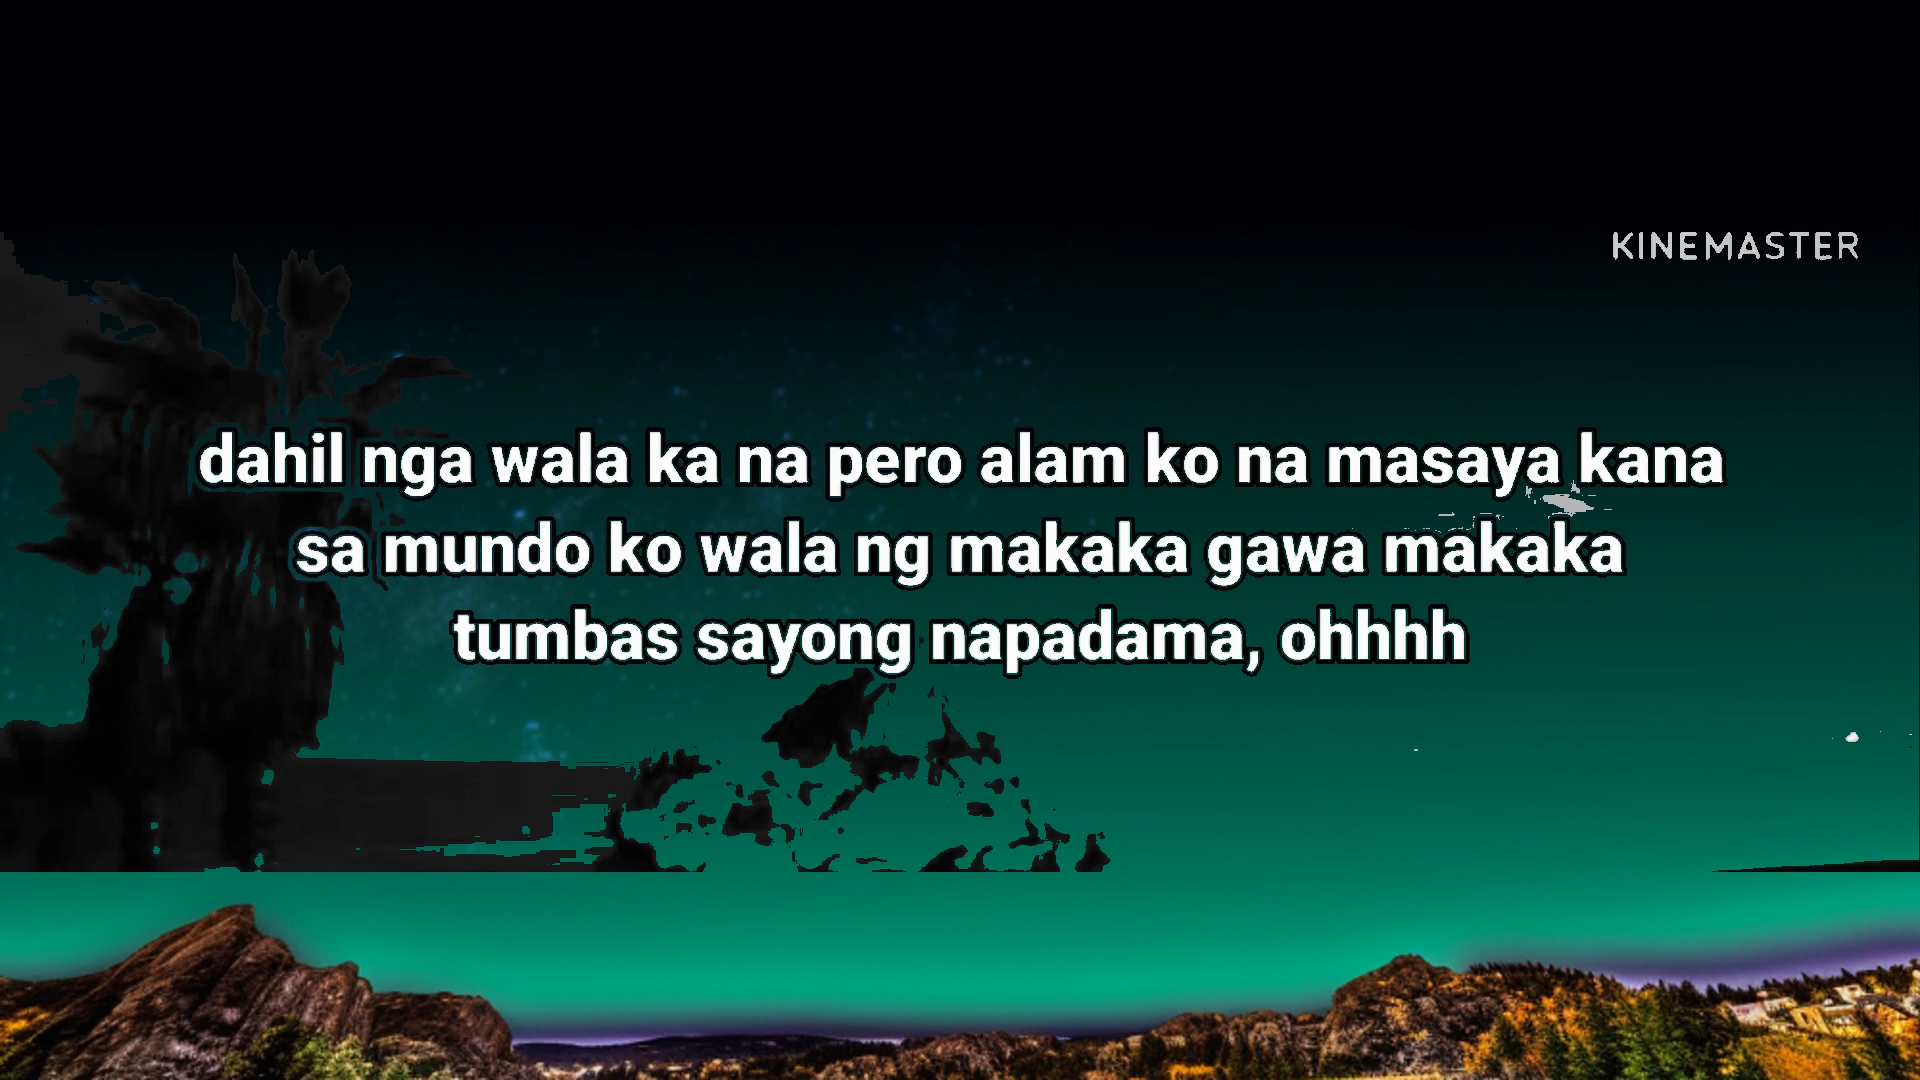 KINEMASTER
dahil nga wala ka na pero alam ko na masaya kana
sa mundo ko wala ng makaka gawa makaka
tumbas sayong napadama, ohhhh